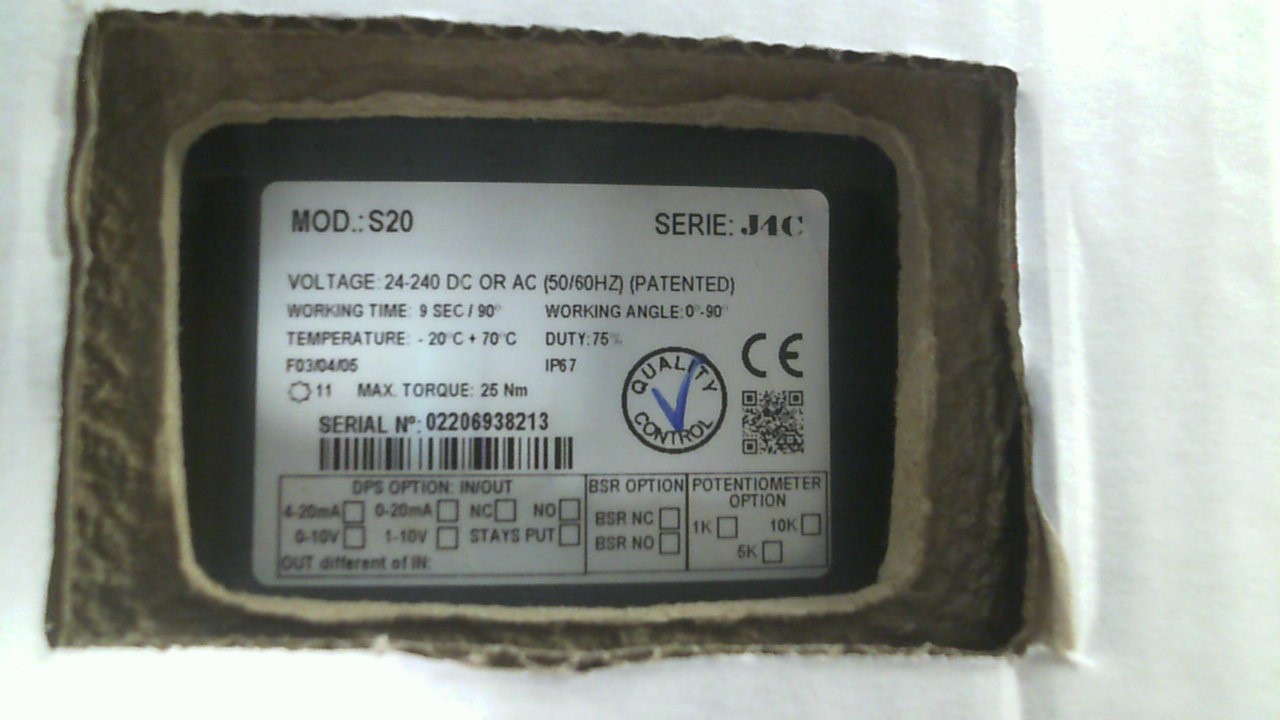 MOD.: S20 SERIE: J4C
VOLTAGE: 24-240 DC OR AC (50/60HZ) (PATENTED)
WORKING TIME: 9 SEC / 90° WORKING ANGLE: 0°-90°
TEMPERATURE: - 20°C + 70°C DUTY: 75%
F03/04/05 IP67
11 MAX. TORQUE: 25 Nm
QUALITY CONTROL
CE
SERIAL Nº: 02206938213
DPS OPTION: IN/OUT
4-20mA 0-20mA NC NO
0-10V 1-10V STAYS PUT
OUT different of IN:
BSR OPTION
BSR NC
BSR NO
POTENTIOMETER
OPTION
1K 10K
5K